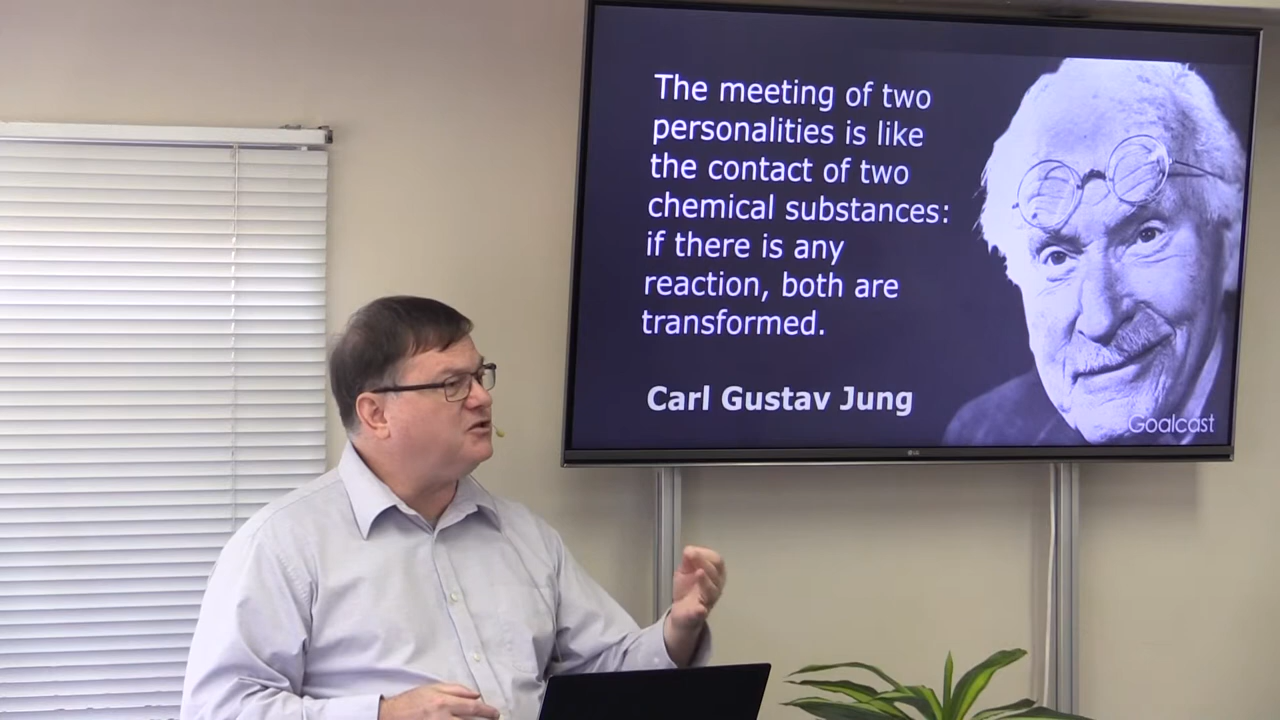 The meeting of two
personalities is like
the contact of two
chemical substances:
if there is any
reaction, both are
transformed.
Carl Gustav Jung
Goalcast
LG